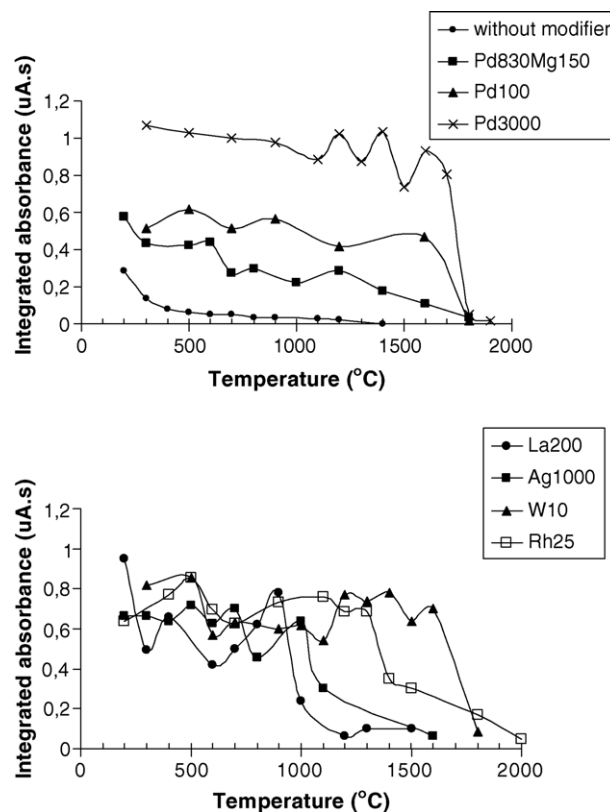 without modifier
Pd830Mg150
Pd100
Pd3000
Integrated absorbance (uA.s)
1,2
1
0,8
0,6
0,4
0,2
0
0 500 1000 1500 2000
Temperature (°C)
La200
Ag1000
W10
Rh25
Integrated absorbance (uA.s)
1,2
1
0,8
0,6
0,4
0,2
0
0 500 1000 1500 2000
Temperature (°C)